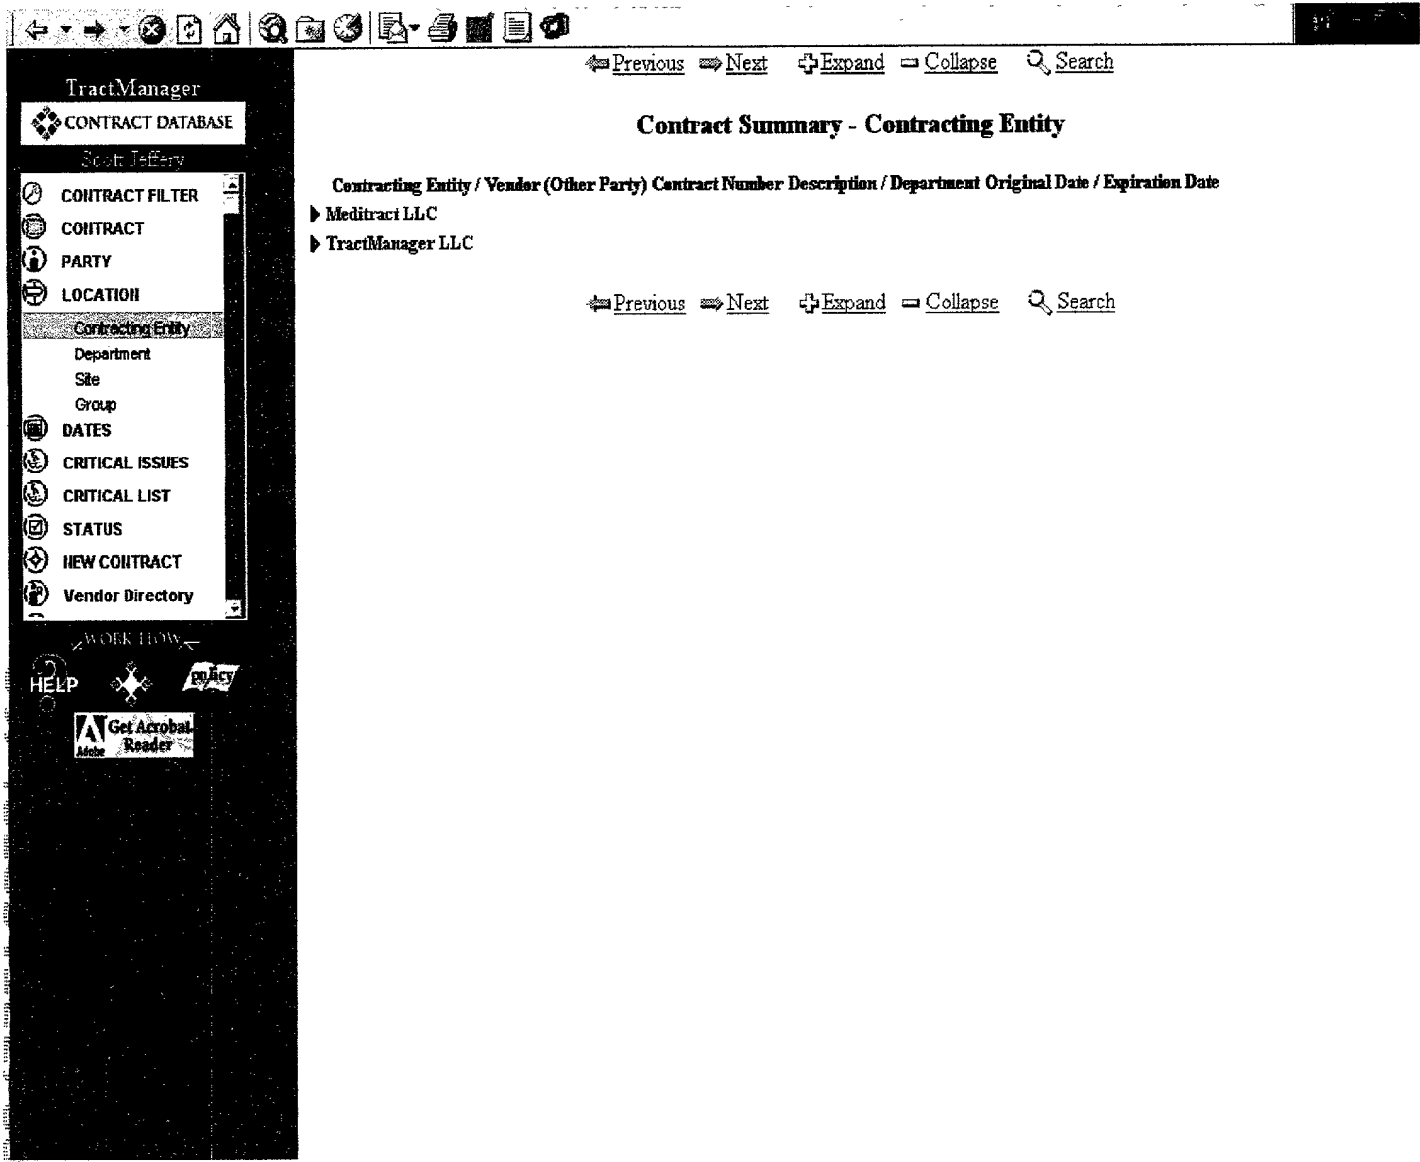 TractManager
CONTRACT DATABASE
Scott Jeffery
CONTRACT FILTER
CONTRACT
PARTY
LOCATION
Contracting Entity
Department
Site
Group
DATES
CRITICAL ISSUES
CRITICAL LIST
STATUS
NEW CONTRACT
Vendor Directory
WORK FLOW
HELP
policy
Get Acrobat
Adobe Reader
Previous Next Expand Collapse Search
Contract Summary - Contracting Entity
Contracting Entity / Vendor (Other Party) Contract Number Description / Department Original Date / Expiration Date
Meditract LLC
TractManager LLC
Previous Next Expand Collapse Search